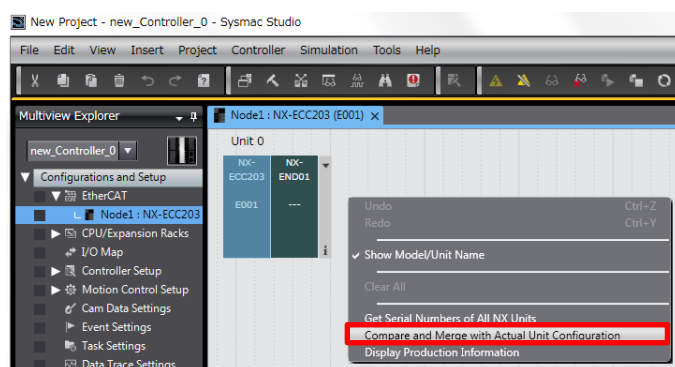 New Project - new_Controller_0 - Sysmac Studio
File Edit View Insert Project Controller Simulation Tools Help
Multiview Explorer
Node1 : NX-ECC203 (E001)
new_Controller_0
Unit 0
NX-ECC203
NX-END01
E001
---
Configurations and Setup
EtherCAT
Node1 : NX-ECC203
CPU/Expansion Racks
I/O Map
Controller Setup
Motion Control Setup
Cam Data Settings
Event Settings
Task Settings
Data Trace Settings
Undo Ctrl+Z
Redo Ctrl+Y
Show Model/Unit Name
Clear All
Get Serial Numbers of All NX Units
Compare and Merge with Actual Unit Configuration
Display Production Information